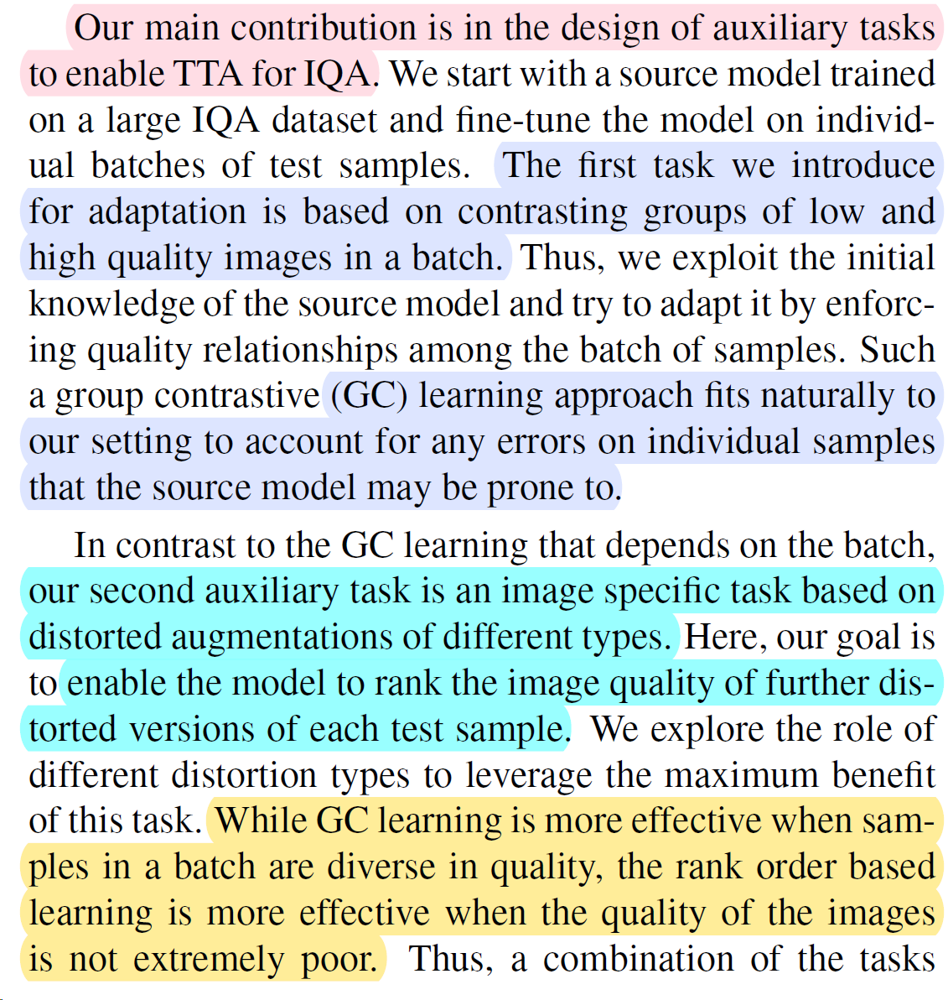 Our main contribution is in the design of auxiliary tasks
to enable TTA for IQA. We start with a source model trained
on a large IQA dataset and fine-tune the model on individ-
ual batches of test samples. The first task we introduce
for adaptation is based on contrasting groups of low and
high quality images in a batch. Thus, we exploit the initial
knowledge of the source model and try to adapt it by enforc-
ing quality relationships among the batch of samples. Such
a group contrastive (GC) learning approach fits naturally to
our setting to account for any errors on individual samples
that the source model may be prone to.
In contrast to the GC learning that depends on the batch,
our second auxiliary task is an image specific task based on
distorted augmentations of different types. Here, our goal is
to enable the model to rank the image quality of further dis-
torted versions of each test sample. We explore the role of
different distortion types to leverage the maximum benefit
of this task. While GC learning is more effective when sam-
ples in a batch are diverse in quality, the rank order based
learning is more effective when the quality of the images
is not extremely poor. Thus, a combination of the tasks